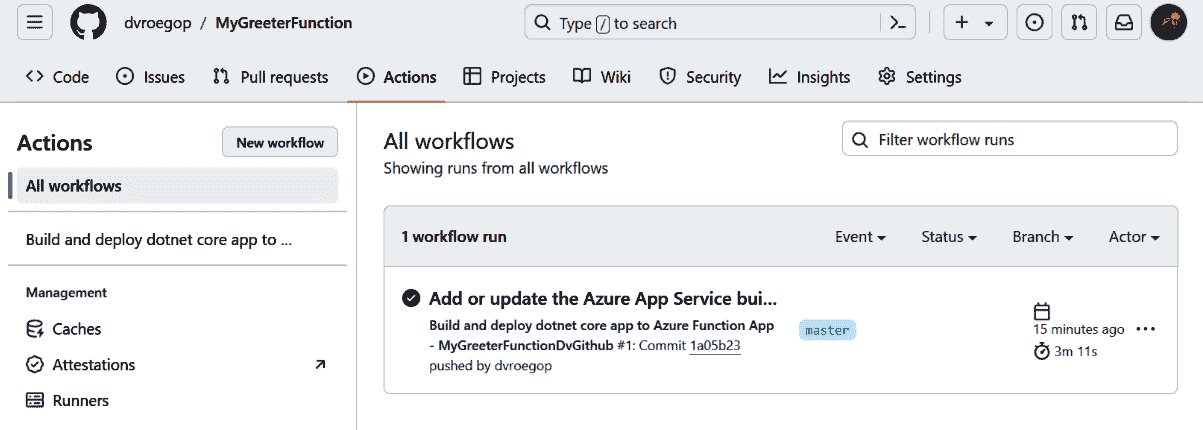 dvroegop / MyGreeterFunction
Type / to search
Code Issues Pull requests Actions Projects Wiki Security Insights Settings
Actions
New workflow
All workflows
Build and deploy dotnet core app to ...
Management
Caches
Attestations
Runners
All workflows
Showing runs from all workflows
Filter workflow runs
1 workflow run
Event Status Branch Actor
Add or update the Azure App Service bui...
Build and deploy dotnet core app to Azure Function App
- MyGreeterFunctionDvGithub #1: Commit 1a05b23
pushed by dvroegop
master
15 minutes ago
3m 11s